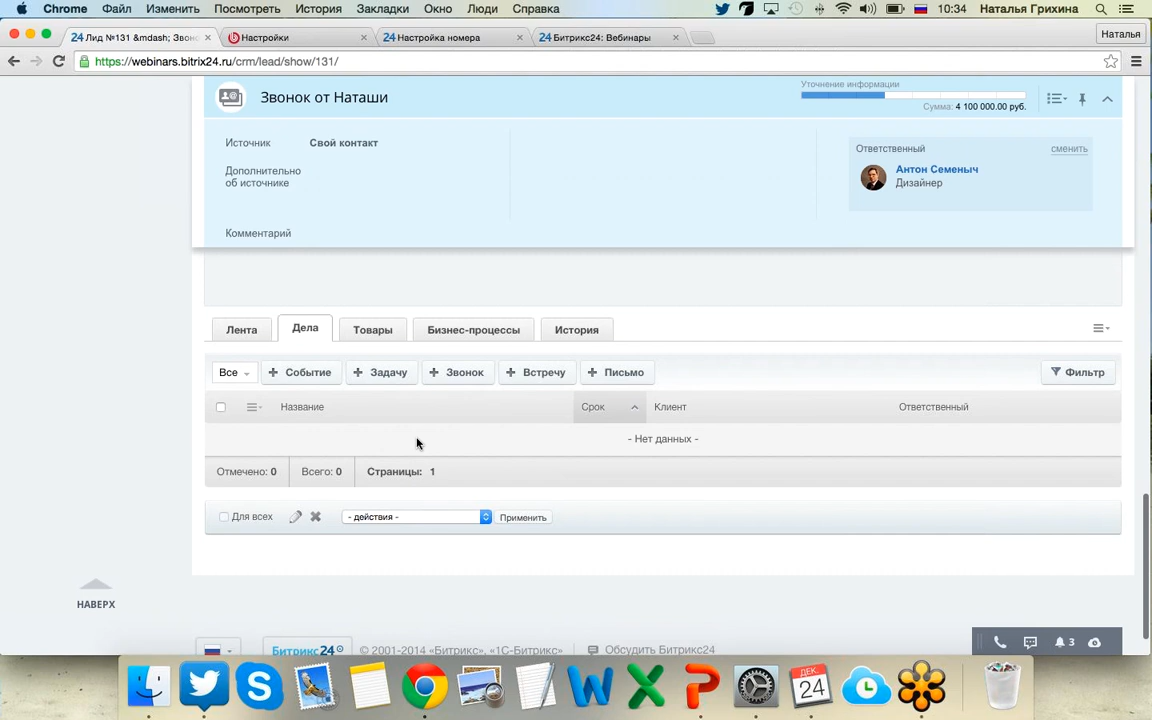 Chrome Файл Изменить Посмотреть История Закладки Окно Люди Справка 10:34 Наталья Грихина
24 Лид №131 &mdash; Звон Настройки 24 Настройка номера 24 Битрикс24: Вебинары Наталья
https://webinars.bitrix24.ru/crm/lead/show/131/
Звонок от Наташи
Уточнение информации
Сумма: 4 100 000.00 руб.
Источник Свой контакт
Дополнительно
об источнике
Комментарий
Ответственный сменить
Антон Семеныч
Дизайнер
Лента Дела Товары Бизнес-процессы История
Все + Событие + Задачу + Звонок + Встречу + Письмо Фильтр
Название Срок Клиент Ответственный
- Нет данных -
Отмечено: 0 Всего: 0 Страницы: 1
Для всех - действия - Применить
НАВЕРХ
3
Битрикс24 © 2001-2014 «Битрикс», «1С-Битрикс» Обсудить Битрикс24
ДЕК
24